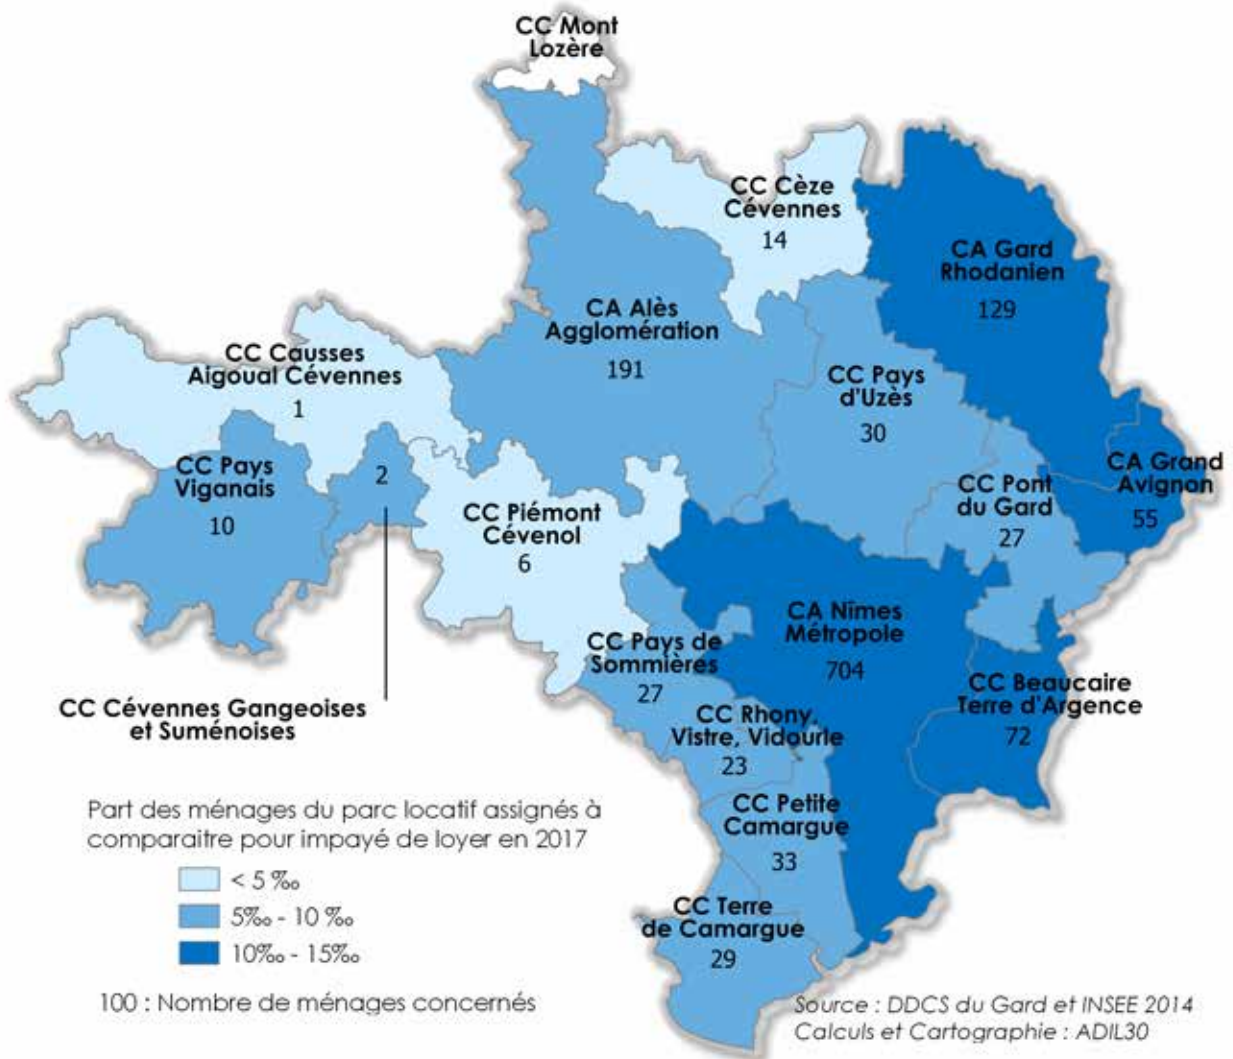 CC Mont
Lozère
CC Cèze
Cévennes
14
CA Gard
Rhodanien
129
CA Alès
Agglomération
191
CC Causses
Aigoual Cévennes
1
CC Pays
d'Uzès
30
CC Pays
Viganais
10
2
CA Grand
Avignon
55
CC Pont
du Gard
27
CC Piémont
Cévenol
6
CA Nîmes
Métropole
704
CC Pays de
Sommières
27
CC Beaucaire
Terre d'Argence
72
CC Cévennes Gangeoises
et Suménoises
CC Rhony,
Vistre, Vidourle
23
CC Petite
Camargue
33
CC Terre
de Camargue
29
Part des ménages du parc locatif assignés à
comparaitre pour impayé de loyer en 2017
< 5 ‰
5‰ - 10 ‰
10‰ - 15‰
100 : Nombre de ménages concernés
Source : DDCS du Gard et INSEE 2014
Calculs et Cartographie : ADIL30